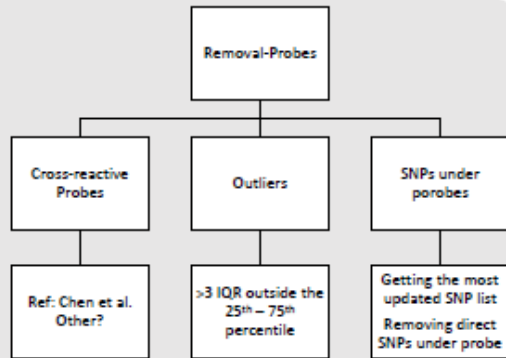 Removal-Probes
Cross-reactive
Probes
Outliers
SNPs under
porobes
Ref: Chen et al.
Other?
>3 IQR outside the
25th – 75th
percentile
Getting the most
updated SNP list
Removing direct
SNPs under probe